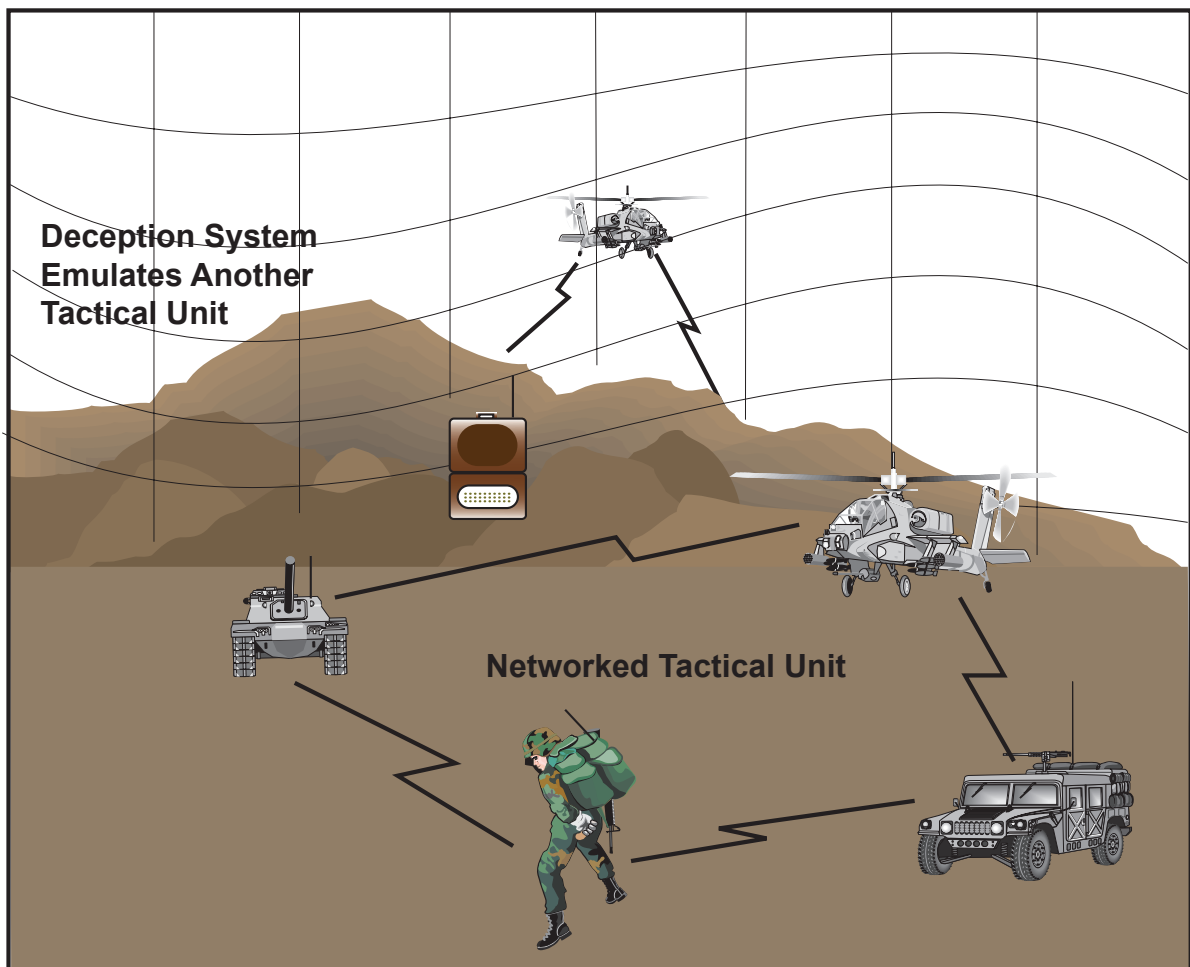 Deception System
Emulates Another
Tactical Unit
Networked Tactical Unit